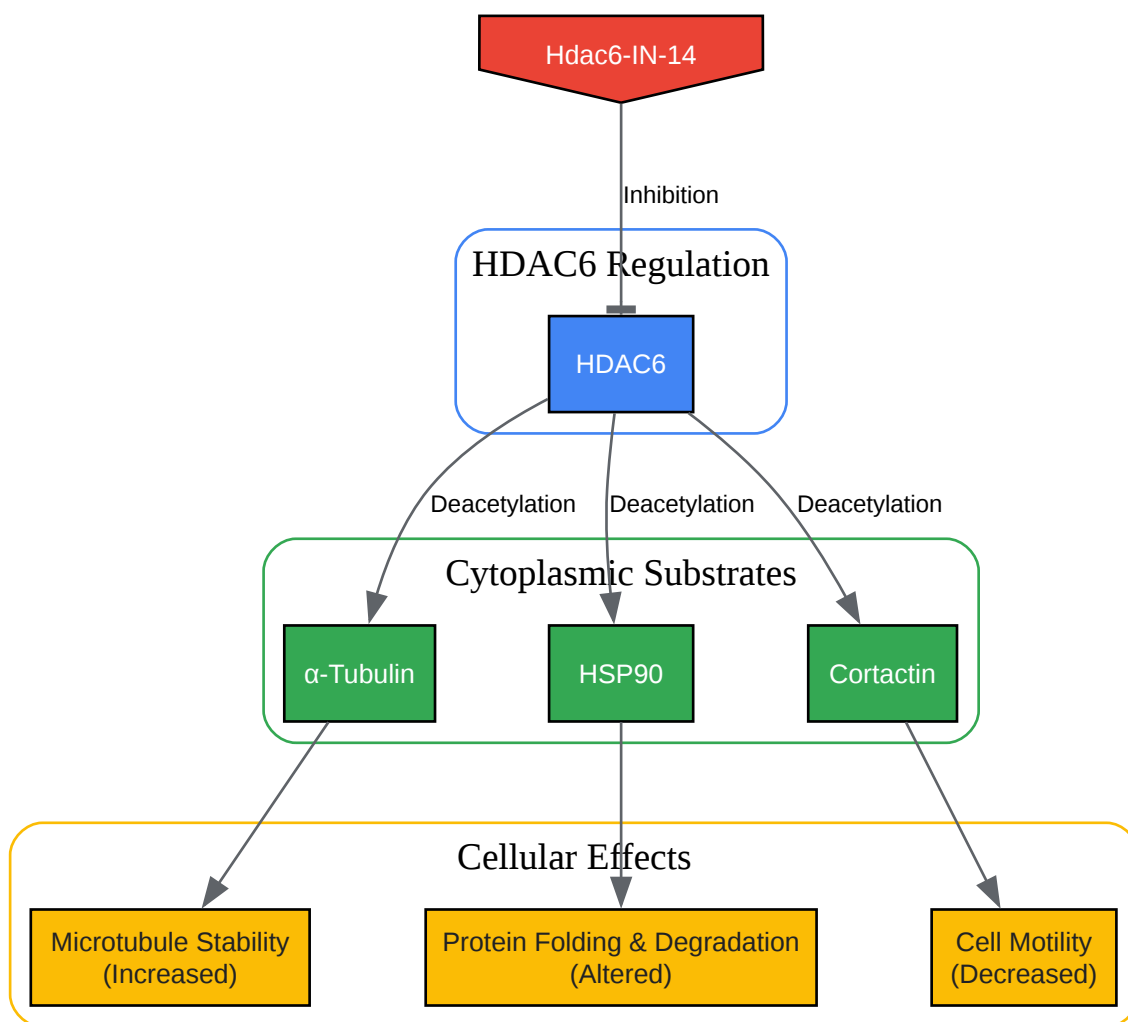 Hdac6-IN-14
Inhibition
HDAC6 Regulation
HDAC6
Deacetylation
Deacetylation
Deacetylation
Cytoplasmic Substrates
α-Tubulin
HSP90
Cortactin
Cellular Effects
Microtubule Stability
(Increased)
Protein Folding & Degradation
(Altered)
Cell Motility
(Decreased)